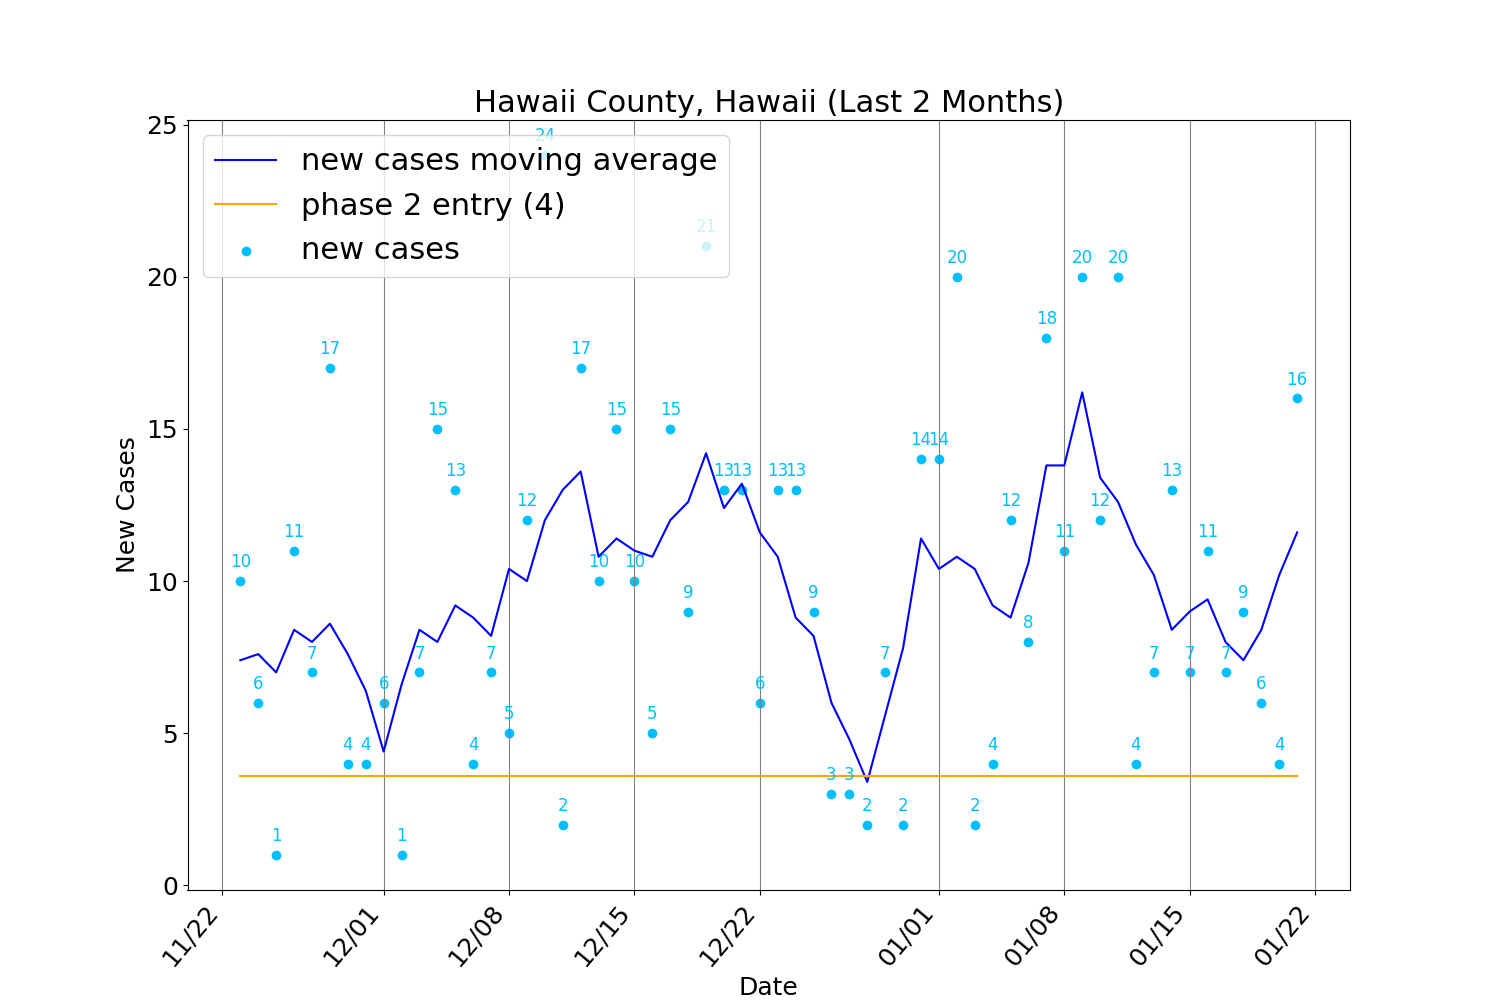 Hawaii County, Hawaii (Last 2 Months)
25
24
new cases moving average
phase 2 entry (4)
21
new cases
20
20 20 20
18
17 17
16
15
15 15 15
14 14
13 13 13 13 13 13
12 12 12
11 11 11
10
10 10 10
9 9 9
8
7 7 7 7 7 7 7
6 6 6 6
5
5 5
4 4 4 4 4 4
3 3
2 2 2 2
1 1
0
New Cases
11/22 12/01 12/08 12/15 12/22 01/01 01/08 01/15 01/22
Date